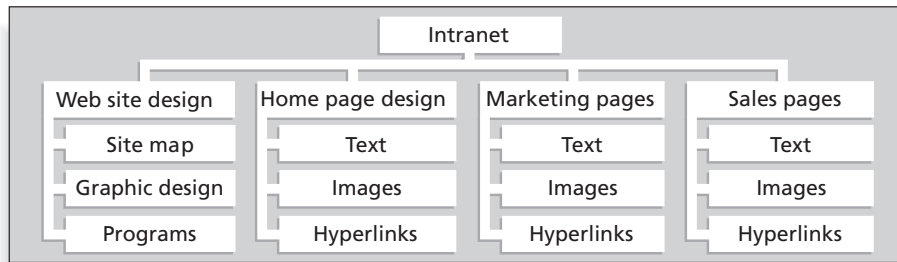 Intranet
Web site design
Site map
Graphic design
Programs
Home page design
Text
Images
Hyperlinks
Marketing pages
Text
Images
Hyperlinks
Sales pages
Text
Images
Hyperlinks